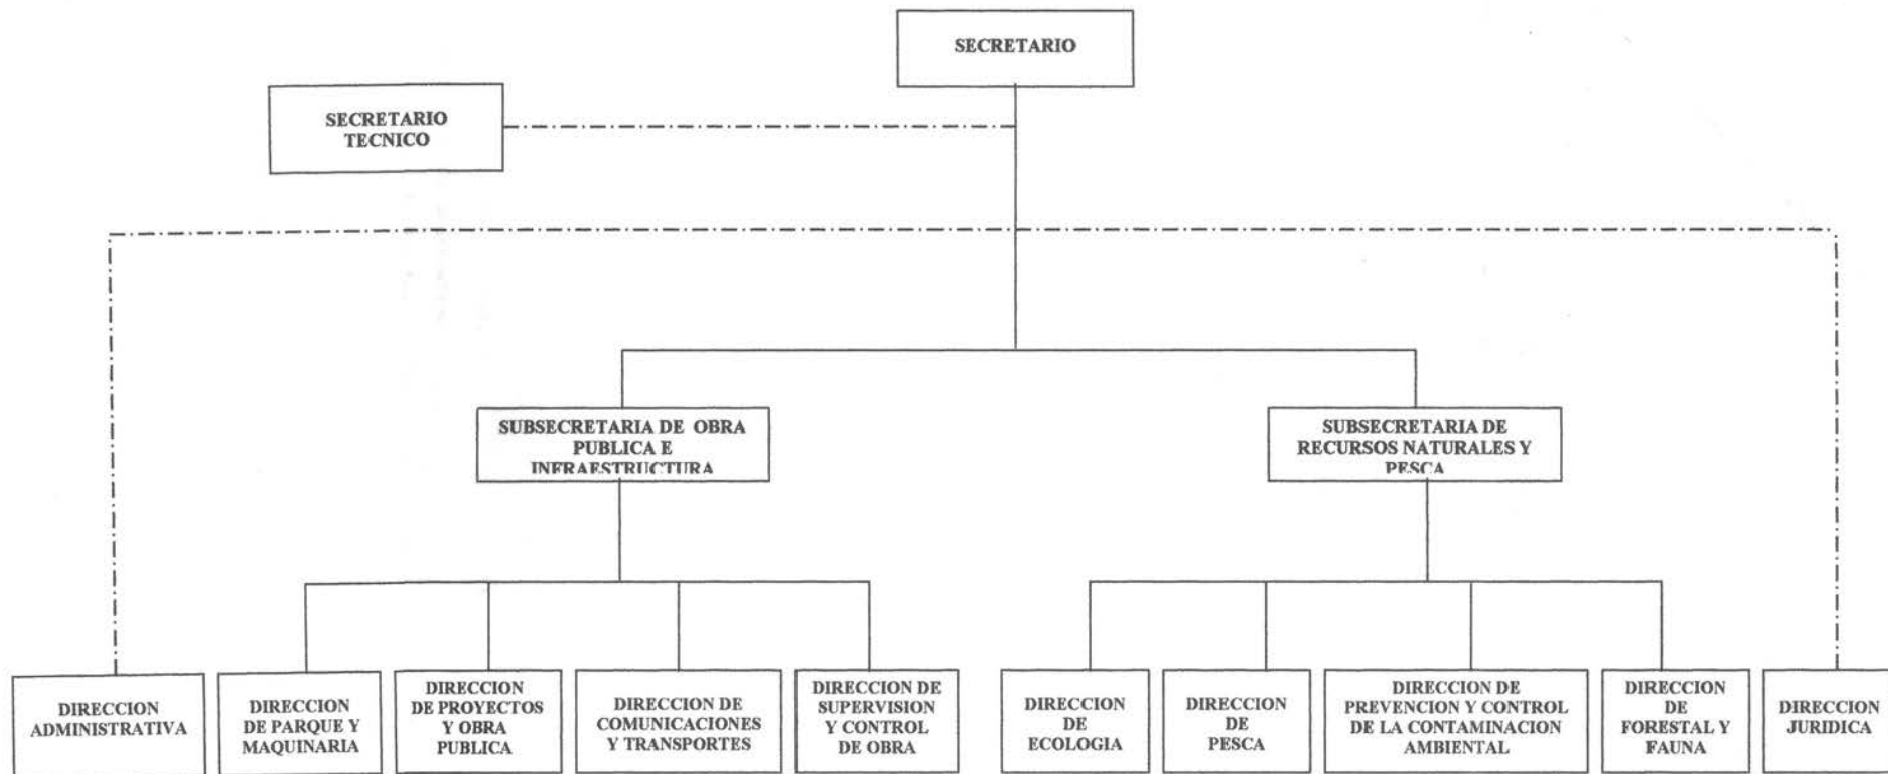 SECRETARIO
SECRETARIO
TECNICO
SUBSECRETARIA DE OBRA
PUBLICA E
INFRAESTRUCTURA
SUBSECRETARIA DE
RECURSOS NATURALES Y
PESCA
DIRECCION
ADMINISTRATIVA
DIRECCION
DE PARQUE Y
MAQUINARIA
DIRECCION
DE PROYECTOS
Y OBRA
PUBLICA
DIRECCION DE
COMUNICACIONES
Y TRANSPORTES
DIRECCION DE
SUPERVISION
Y CONTROL
DE OBRA
DIRECCION
DE
ECOLOGIA
DIRECCION
DE
PESCA
DIRECCION DE
PREVENCION Y CONTROL
DE LA CONTAMINACION
AMBIENTAL
DIRECCION
DE
FORESTAL Y
FAUNA
DIRECCION
JURIDICA